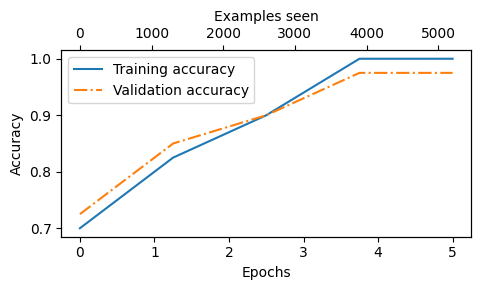 Examples seen
0 1000 2000 3000 4000 5000
1.0
0.9
0.8
0.7
Accuracy
Training accuracy
Validation accuracy
0 1 2 3 4 5
Epochs